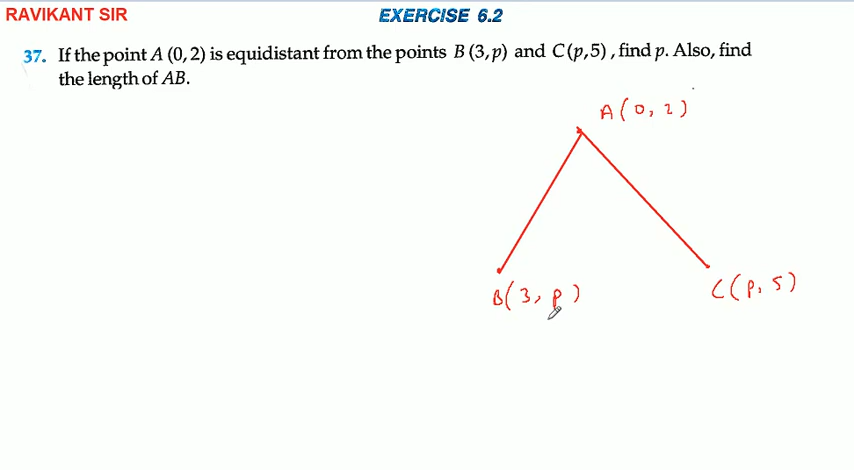 RAVIKANT SIR
EXERCISE 6.2
37. If the point A (0, 2) is equidistant from the points B (3, p) and C (p, 5) , find p. Also, find
the length of AB.
A(0, 2)
B(3, p)
C(p, 5)